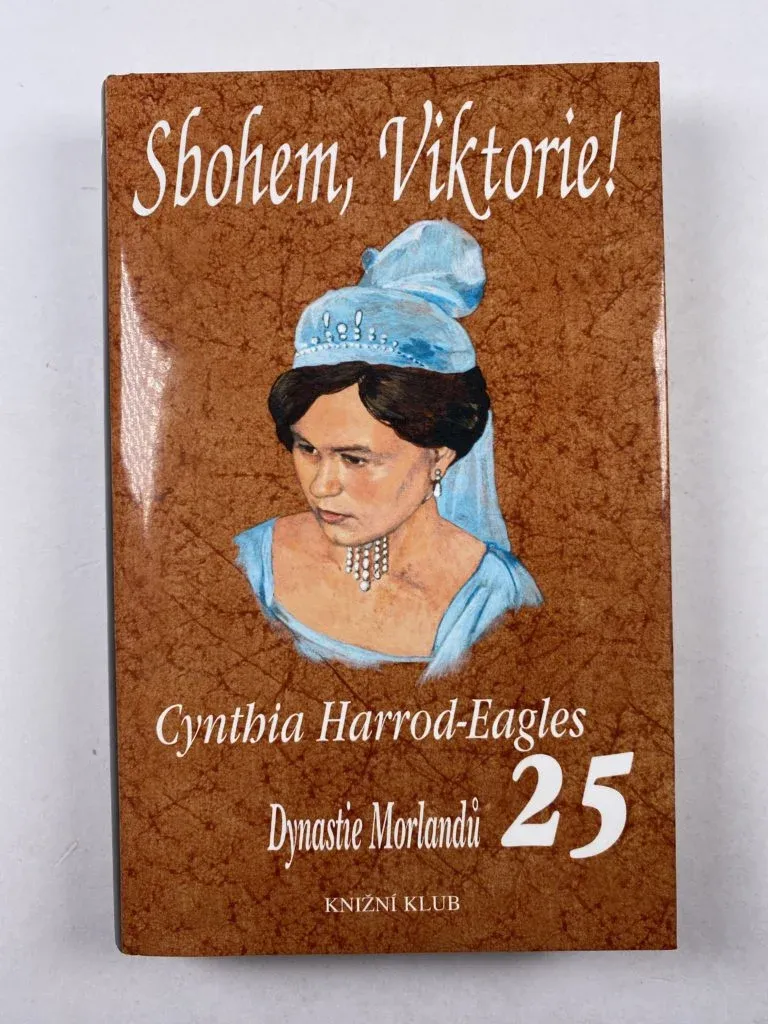 Sbohem, Viktorie!
Cynthia Harrod-Eagles
25
Dynastie Morlandů
KNIŽNÍ KLUB